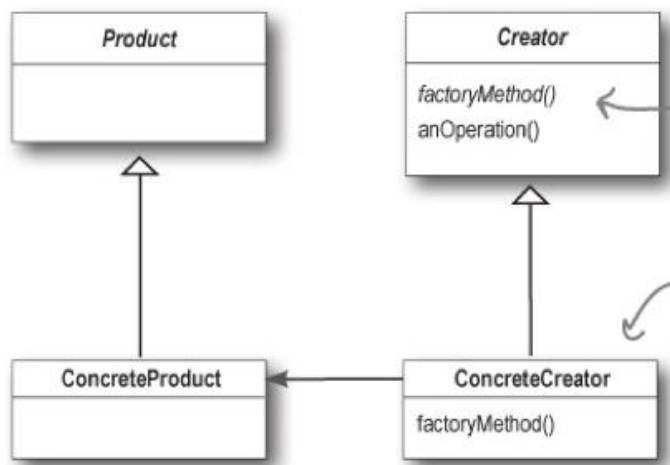 Product
Creator
factoryMethod()
anOperation()
ConcreteProduct
ConcreteCreator
factoryMethod()